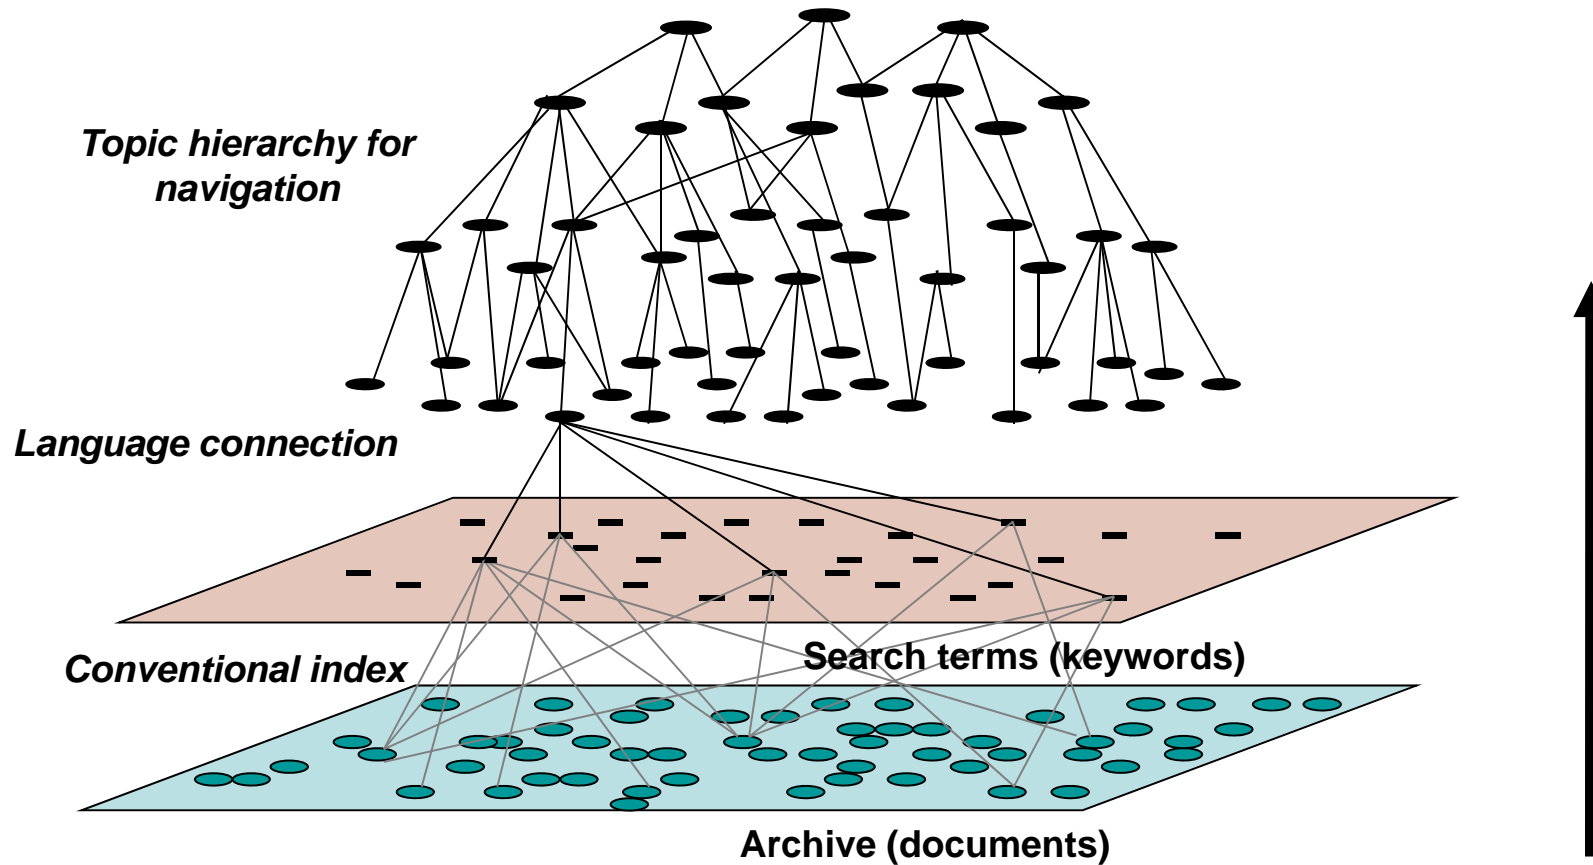 Topic hierarchy for
navigation
Language connection
Search terms (keywords)
Conventional index
Archive (documents)